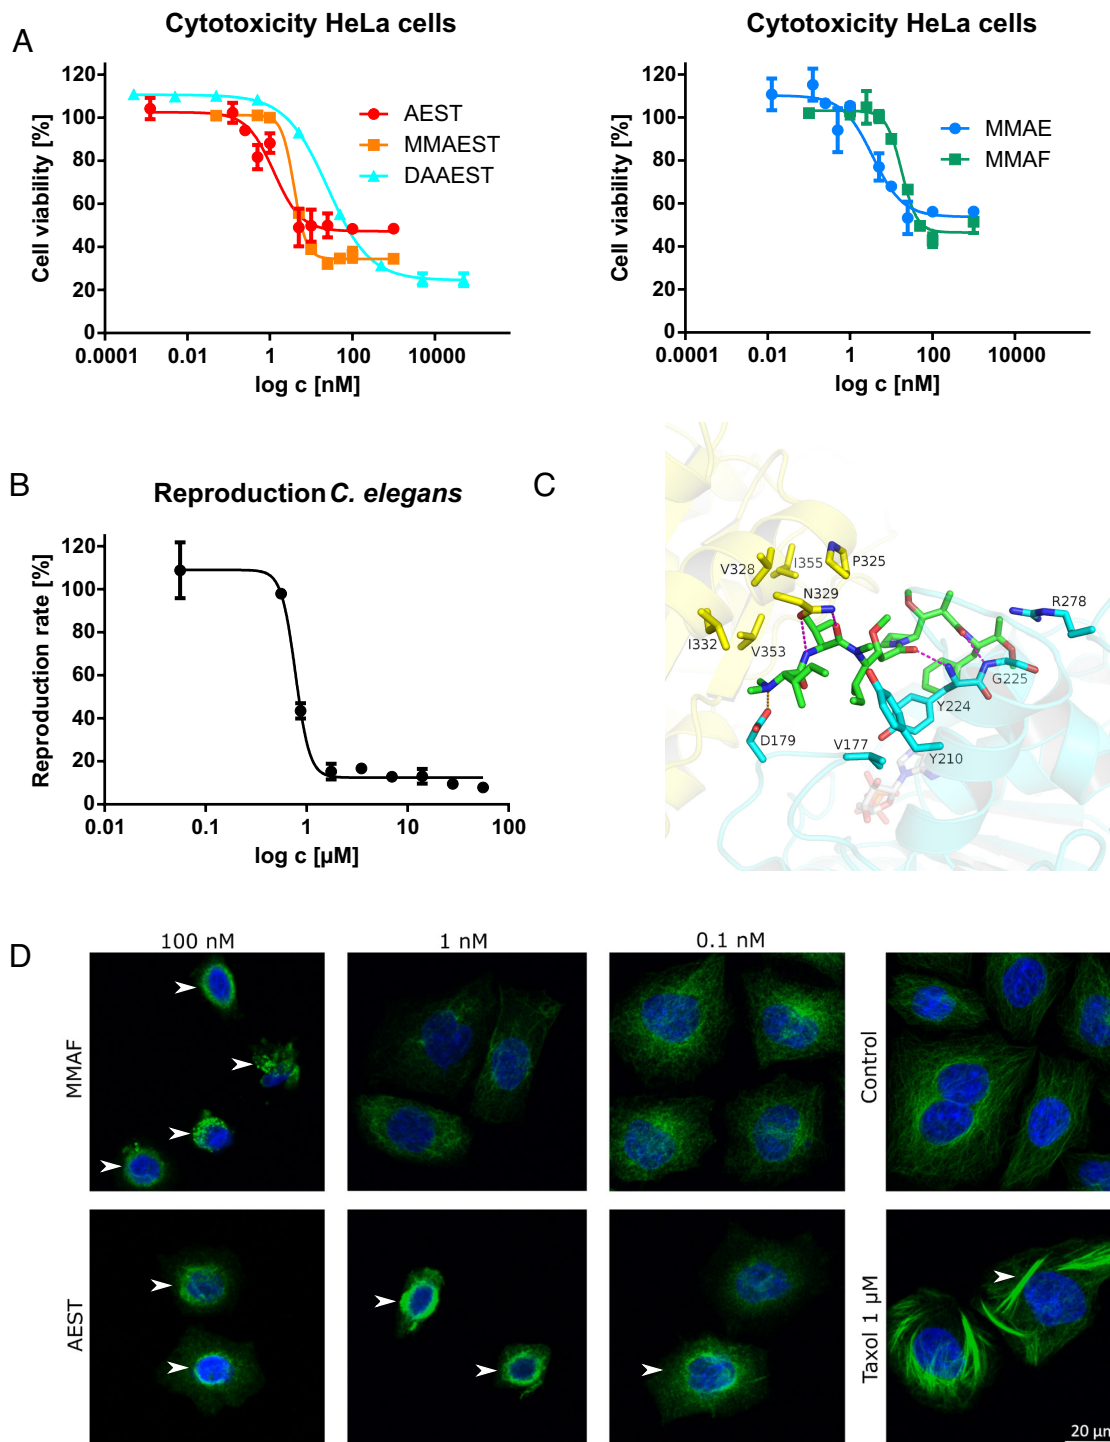 A
Cytotoxicity HeLa cells
Cell viability [%]
120
100
80
60
40
20
0
0.0001
0.01
1
100
10000
log c [nM]
AEST
MMAEST
DAAEST
Cytotoxicity HeLa cells
Cell viability [%]
120
100
80
60
40
20
0
0.0001
0.01
1
100
10000
log c [nM]
MMAE
MMAF
B
Reproduction C. elegans
Reproduction rate [%]
120
100
80
60
40
20
0
0.01
0.1
1
10
100
log c [µM]
C
V328
I355
P325
N329
R278
I332
V353
G225
Y224
D179
V177
Y210
D
100 nM
1 nM
0.1 nM
MMAF
Control
AEST
Taxol 1 µM
20 µm